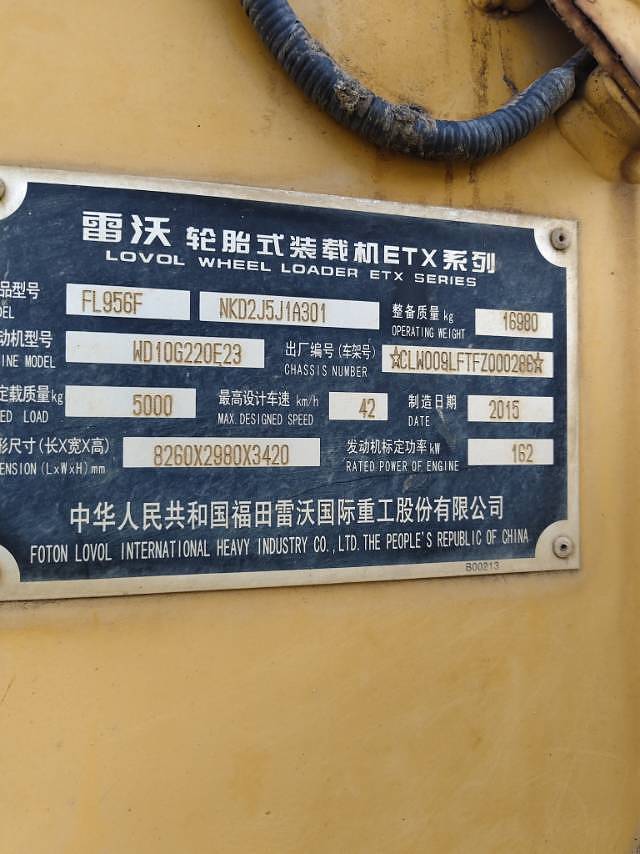 雷沃 轮胎式装载机ETX系列
LOVOL WHEEL LOADER ETX SERIES
品型号 FL956F NKD2J5J1A301 整备质量 kg 16980
DEL OPERATING WEIGHT
动机型号 WD10G220E23 出厂编号(车架号) ☆CLW009LFTFZ000286☆
INE MODEL CHASSIS NUMBER
定载质量 kg 5000 最高设计车速 km/h 42 制造日期 2015
ED LOAD MAX. DESIGNED SPEED DATE
形尺寸(长X宽X高) 8260X2980X3420 发动机标定功率 kW 162
ENSION (LxWxH) mm RATED POWER OF ENGINE
中华人民共和国福田雷沃国际重工股份有限公司
FOTON LOVOL INTERNATIONAL HEAVY INDUSTRY CO., LTD. THE PEOPLE'S REPUBLIC OF CHINA
B00213